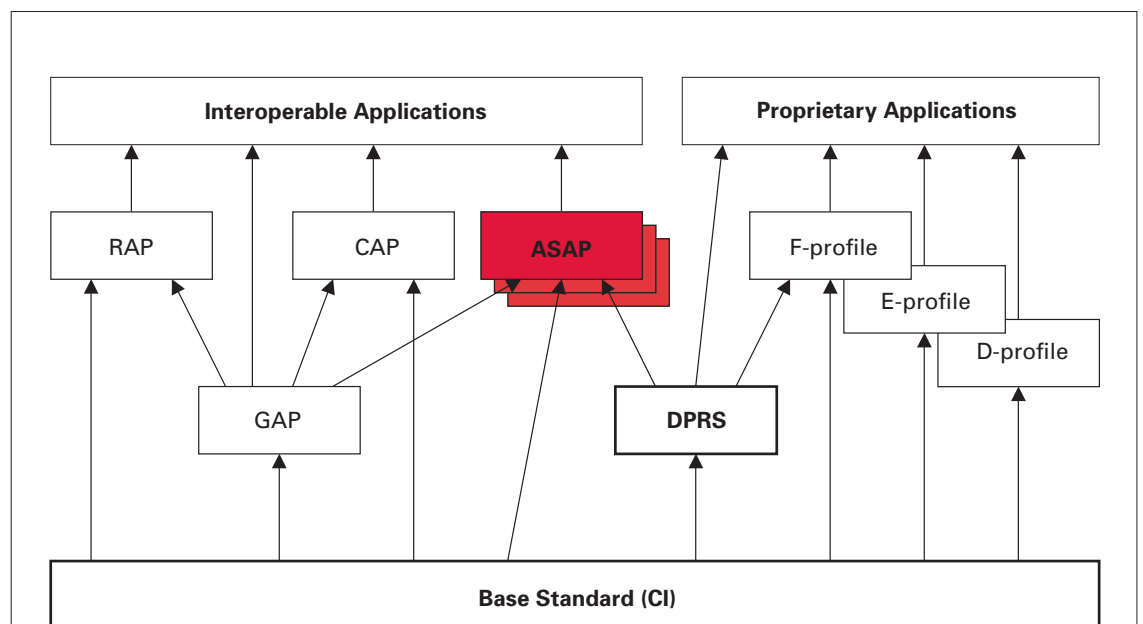 Interoperable Applications
Proprietary Applications
RAP
CAP
ASAP
F-profile
E-profile
D-profile
GAP
DPRS
Base Standard (CI)